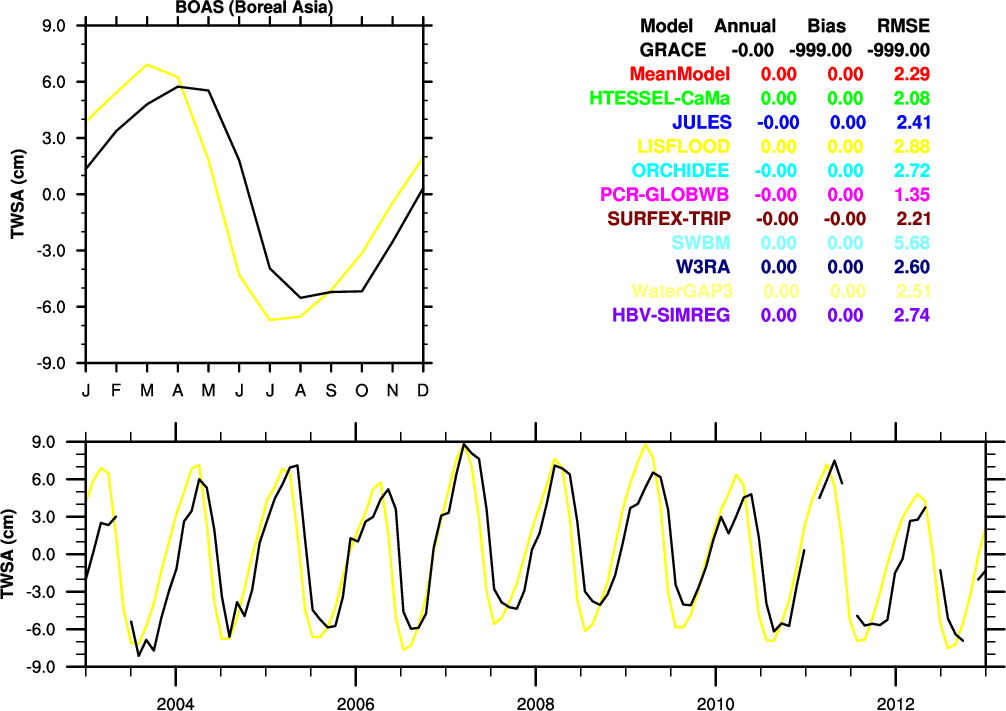 BOAS (Boreal Asia)
9.0
6.0
3.0
0.0
-3.0
-6.0
-9.0
TWSA (cm)
J F M A M J J A S O N D
Model Annual Bias RMSE
GRACE -0.00 -999.00 -999.00
MeanModel 0.00 0.00 2.29
HTESSEL-CaMa 0.00 0.00 2.08
JULES -0.00 0.00 2.41
LISFLOOD 0.00 0.00 2.88
ORCHIDEE -0.00 0.00 2.72
PCR-GLOBWB -0.00 0.00 1.35
SURFEX-TRIP -0.00 -0.00 2.21
SWBM 0.00 0.00 5.68
W3RA 0.00 0.00 2.60
WaterGAP3 0.00 0.00 2.51
HBV-SIMREG 0.00 0.00 2.74
9.0
6.0
3.0
0.0
-3.0
-6.0
-9.0
TWSA (cm)
2004 2006 2008 2010 2012